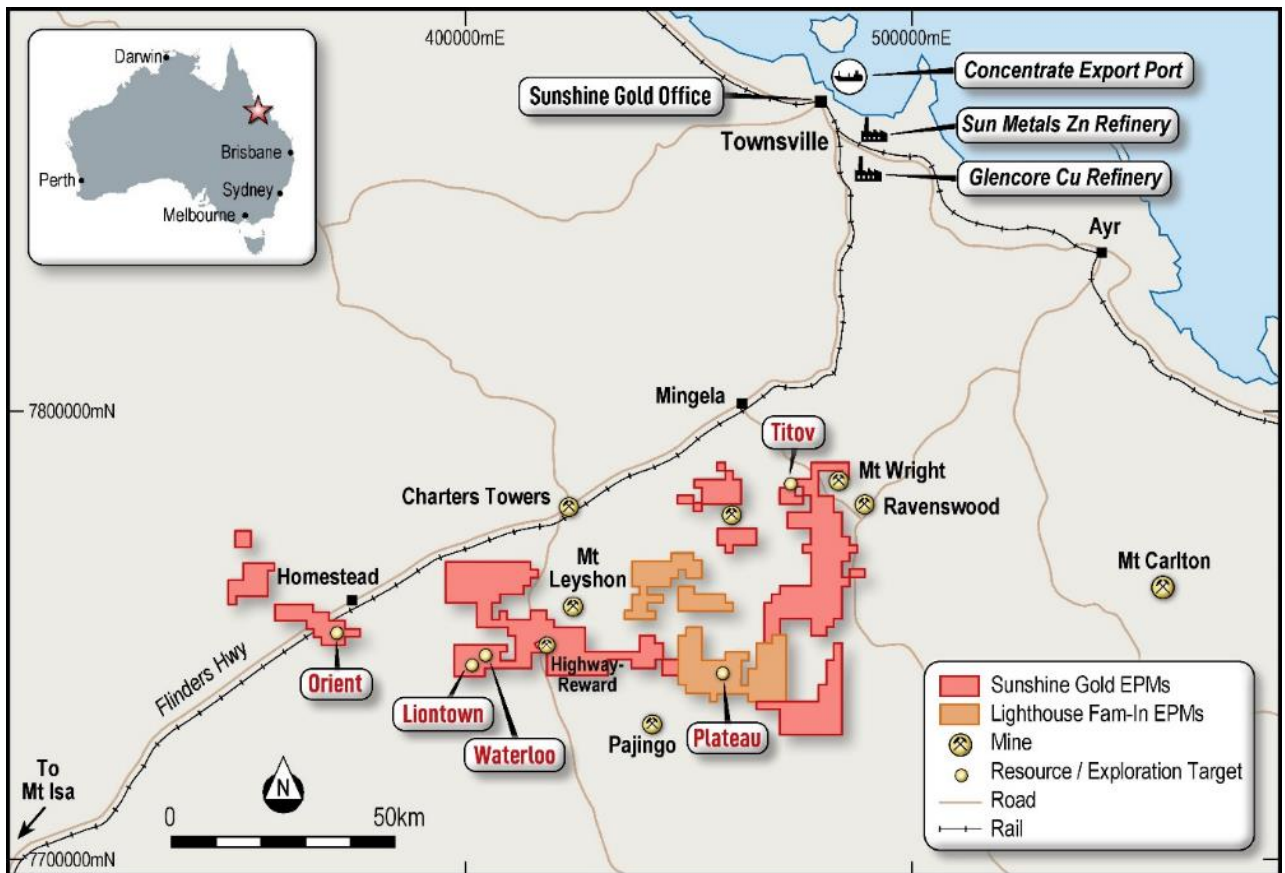 400000mE
500000mE
Darwin
Brisbane
Perth
Sydney
Melbourne
Sunshine Gold Office
Concentrate Export Port
Townsville
Sun Metals Zn Refinery
Glencore Cu Refinery
Ayr
7800000mN
Mingela
Titov
Mt Wright
Charters Towers
Ravenswood
Mt
Leyshon
Mt Carlton
Homestead
Flinders Hwy
Orient
Highway-
Reward
Liontown
Waterloo
Pajingo
Plateau
To
Mt Isa
N
0
50km
7700000mN
Sunshine Gold EPMs
Lighthouse Fam-In EPMs
Mine
Resource / Exploration Target
Road
Rail